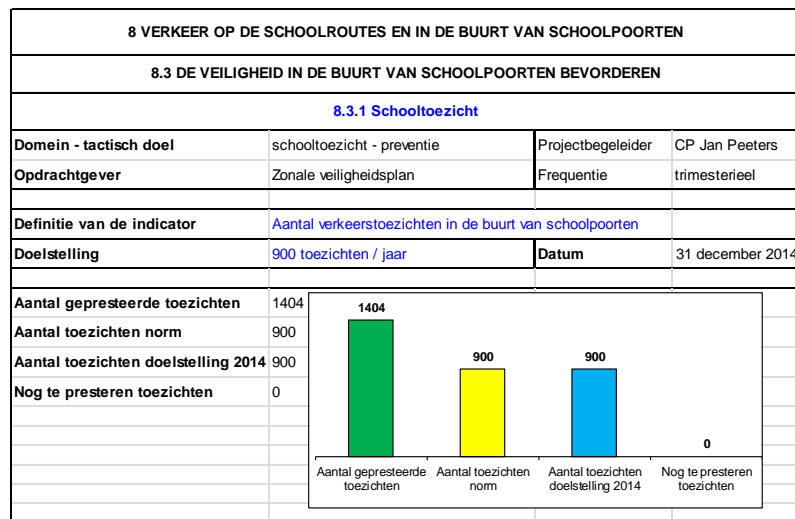 8 VERKEER OP DE SCHOOLROUTES EN IN DE BUURT VAN SCHOOLPOORTEN
8.3 DE VEILIGHEID IN DE BUURT VAN SCHOOLPOORTEN BEVORDEREN
8.3.1 Schooltoezicht
Domein - tactisch doel schooltoezicht - preventie Projectbegeleider CP Jan Peeters
Opdrachtgever Zonale veiligheidsplan Frequentie trimesterieel
Definitie van de indicator Aantal verkeerstoezichten in de buurt van schoolpoorten
Doelstelling 900 toezichten / jaar Datum 31 december 2014
Aantal gepresteerde toezichten 1404
Aantal toezichten norm 900
Aantal toezichten doelstelling 2014 900
Nog te presteren toezichten 0
1404
900
900
0
Aantal gepresteerde toezichten
Aantal toezichten norm
Aantal toezichten doelstelling 2014
Nog te presteren toezichten